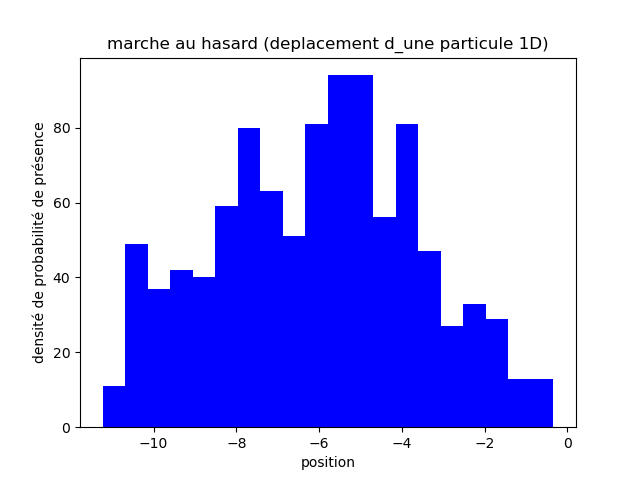 marche au hasard (deplacement d_une particule 1D)
densité de probabilité de présence
80
60
40
20
0
−10 −8 −6 −4 −2 0
position